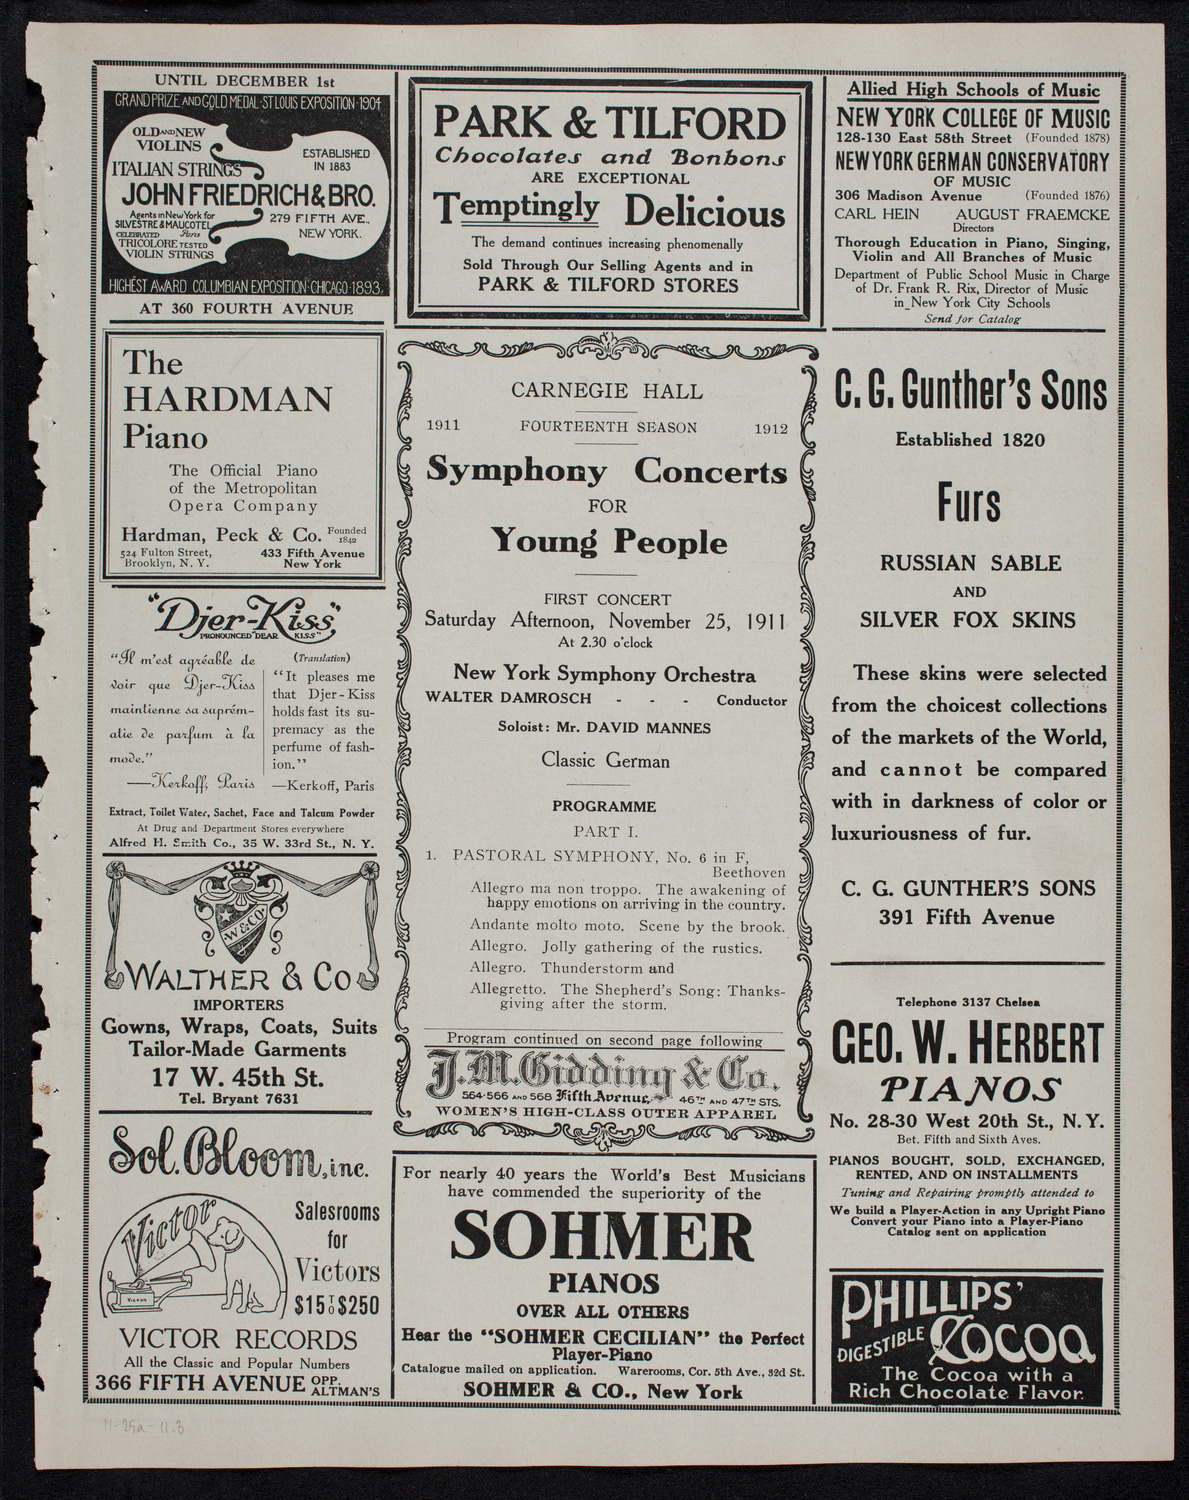 UNTIL DECEMBER 1st
GRAND PRIZE AND GOLD MEDAL · ST LOUIS EXPOSITION · 1904
OLD AND NEW
VIOLINS
ITALIAN STRINGS
ESTABLISHED
IN 1883
JOHN FRIEDRICH & BRO.
Agents in New York for
SILVESTRE & MAUCOTEL
CELEBRATED Paris
TRICOLORE TESTED
VIOLIN STRINGS
279 FIFTH AVE.
NEW YORK.
HIGHEST AWARD COLUMBIAN EXPOSITION · CHICAGO · 1893
AT 360 FOURTH AVENUE
The
HARDMAN
Piano
The Official Piano
of the Metropolitan
Opera Company
Hardman, Peck & Co. Founded 1842
524 Fulton Street,
Brooklyn, N. Y.
433 Fifth Avenue
New York
"Djer-Kiss"
PRONOUNCED "DEAR KISS"
"Il m'est agréable de
voir que Djer-Kiss
maintienne sa suprém-
atie de parfum à la
mode."
—Kerkoff, Paris
(Translation)
"It pleases me
that Djer-Kiss
holds fast its su-
premacy as the
perfume of fash-
ion."
—Kerkoff, Paris
Extract, Toilet Water, Sachet, Face and Talcum Powder
At Drug and Department Stores everywhere
Alfred H. Smith Co., 35 W. 33rd St., N. Y.
W & CO
WALTHER & Co
IMPORTERS
Gowns, Wraps, Coats, Suits
Tailor-Made Garments
17 W. 45th St.
Tel. Bryant 7631
Sol. Bloom, inc.
Victor
VICTOR
Salesrooms
for
Victors
$15 TO $250
VICTOR RECORDS
All the Classic and Popular Numbers
366 FIFTH AVENUE OPP. ALTMAN'S
PARK & TILFORD
Chocolates and Bonbons
ARE EXCEPTIONAL
Temptingly Delicious
The demand continues increasing phenomenally
Sold Through Our Selling Agents and in
PARK & TILFORD STORES
CARNEGIE HALL
1911 FOURTEENTH SEASON 1912
Symphony Concerts
FOR
Young People
FIRST CONCERT
Saturday Afternoon, November 25, 1911
At 2.30 o'clock
New York Symphony Orchestra
WALTER DAMROSCH - - - Conductor
Soloist: Mr. DAVID MANNES
Classic German
PROGRAMME
PART I.
1. PASTORAL SYMPHONY, No. 6 in F,
Beethoven
Allegro ma non troppo. The awakening of
happy emotions on arriving in the country.
Andante molto moto. Scene by the brook.
Allegro. Jolly gathering of the rustics.
Allegro. Thunderstorm and
Allegretto. The Shepherd's Song: Thanks-
giving after the storm.
Program continued on second page following
J. M. Gidding & Co.
564-566 AND 568 Fifth Avenue, 46TH AND 47TH STS.
WOMEN'S HIGH-CLASS OUTER APPAREL
For nearly 40 years the World's Best Musicians
have commended the superiority of the
SOHMER
PIANOS
OVER ALL OTHERS
Hear the "SOHMER CECILIAN" the Perfect
Player-Piano
Catalogue mailed on application. Warerooms, Cor. 5th Ave., 32d St.
SOHMER & CO., New York
Allied High Schools of Music
NEW YORK COLLEGE OF MUSIC
128-130 East 58th Street (Founded 1878)
NEW YORK GERMAN CONSERVATORY
OF MUSIC
306 Madison Avenue (Founded 1876)
CARL HEIN AUGUST FRAEMCKE
Directors
Thorough Education in Piano, Singing,
Violin and All Branches of Music
Department of Public School Music in Charge
of Dr. Frank R. Rix, Director of Music
in New York City Schools
Send for Catalog
C. G. Gunther's Sons
Established 1820
Furs
RUSSIAN SABLE
AND
SILVER FOX SKINS
These skins were selected
from the choicest collections
of the markets of the World,
and cannot be compared
with in darkness of color or
luxuriousness of fur.
C. G. GUNTHER'S SONS
391 Fifth Avenue
Telephone 3137 Chelsea
GEO. W. HERBERT
PIANOS
No. 28-30 West 20th St., N. Y.
Bet. Fifth and Sixth Aves.
PIANOS BOUGHT, SOLD, EXCHANGED,
RENTED, AND ON INSTALLMENTS
Tuning and Repairing promptly attended to
We build a Player-Action in any Upright Piano
Convert your Piano into a Player-Piano
Catalog sent on application
PHILLIPS'
DIGESTIBLE COCOA
The Cocoa with a
Rich Chocolate Flavor.
11-25a-11.3